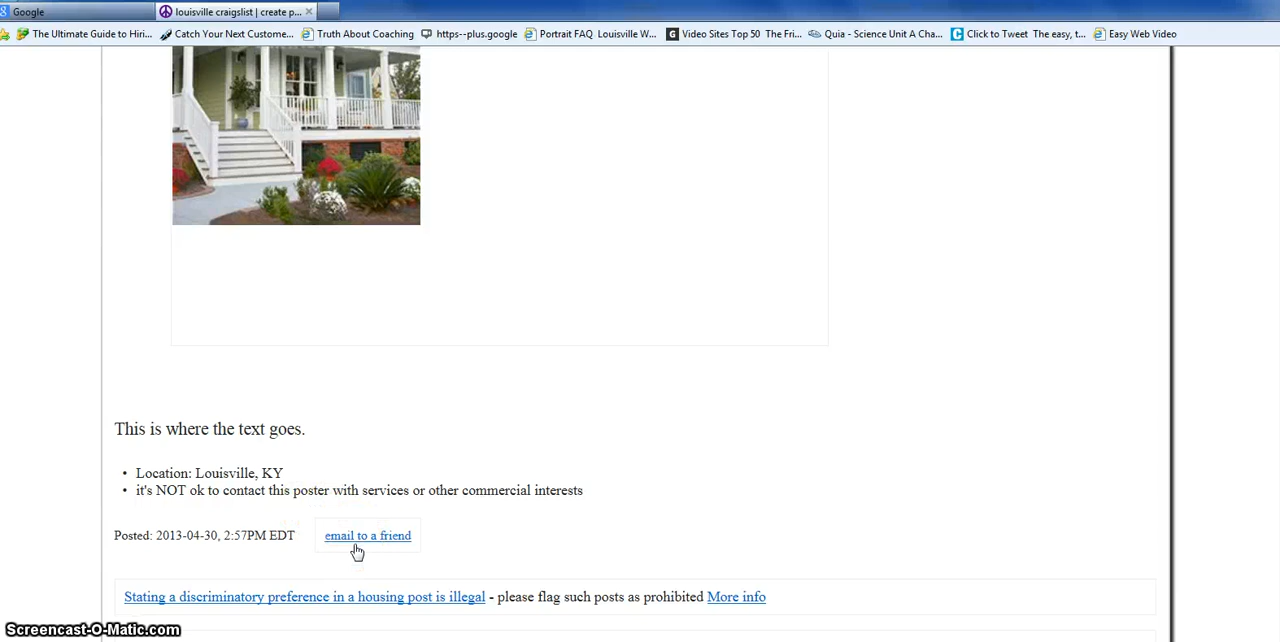 Google
louisville craigslist | create p...
The Ultimate Guide to Hiri...
Catch Your Next Custome...
Truth About Coaching
https--plus.google
Portrait FAQ Louisville W...
Video Sites Top 50 The Fri...
Quia - Science Unit A Cha...
Click to Tweet The easy, t...
Easy Web Video
This is where the text goes.
• Location: Louisville, KY
• it's NOT ok to contact this poster with services or other commercial interests
Posted: 2013-04-30, 2:57PM EDT email to a friend
Stating a discriminatory preference in a housing post is illegal - please flag such posts as prohibited More info
Screencast-O-Matic.com